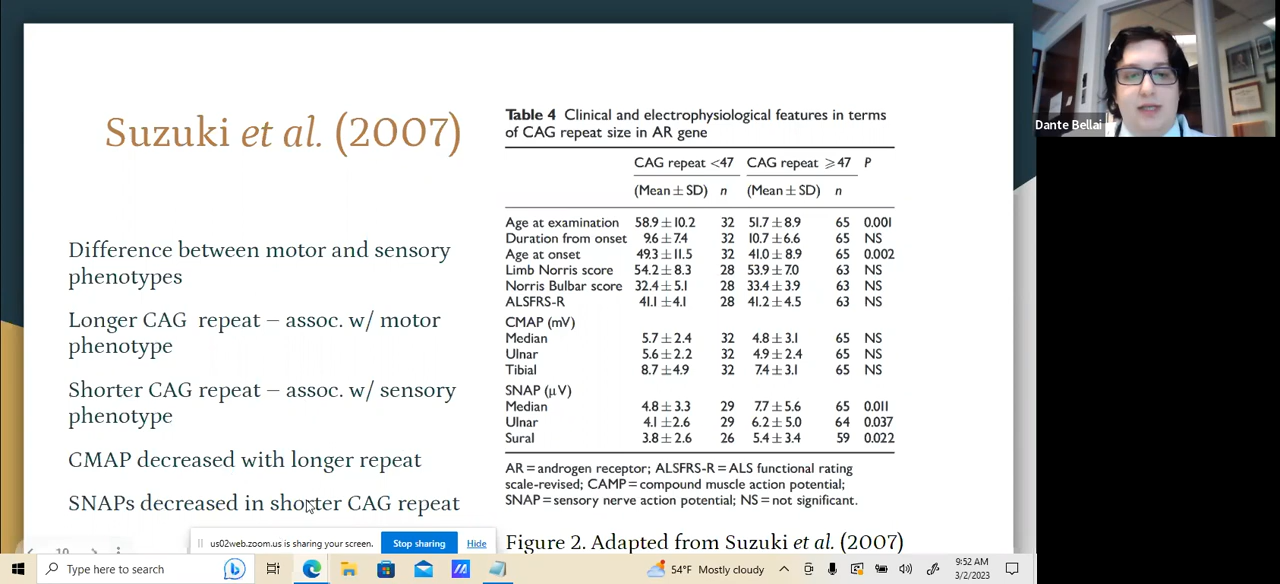 Suzuki et al. (2007)
Difference between motor and sensory
phenotypes
Longer CAG repeat – assoc. w/ motor
phenotype
Shorter CAG repeat – assoc. w/ sensory
phenotype
CMAP decreased with longer repeat
SNAPs decreased in shorter CAG repeat
Table 4 Clinical and electrophysiological features in terms
of CAG repeat size in AR gene
CAG repeat <47 CAG repeat ⩾47 P
(Mean ± SD) n (Mean ± SD) n
Age at examination 58.9 ± 10.2 32 51.7 ± 8.9 65 0.001
Duration from onset 9.6 ± 7.4 32 10.7 ± 6.6 65 NS
Age at onset 49.3 ± 11.5 32 41.0 ± 8.9 65 0.002
Limb Norris score 54.2 ± 8.3 28 53.9 ± 7.0 63 NS
Norris Bulbar score 32.4 ± 5.1 28 33.4 ± 3.9 63 NS
ALSFRS-R 41.1 ± 4.1 28 41.2 ± 4.5 63 NS
CMAP (mV)
Median 5.7 ± 2.4 32 4.8 ± 3.1 65 NS
Ulnar 5.6 ± 2.2 32 4.9 ± 2.4 65 NS
Tibial 8.7 ± 4.9 32 7.4 ± 3.1 65 NS
SNAP (μV)
Median 4.8 ± 3.3 29 7.7 ± 5.6 65 0.011
Ulnar 4.1 ± 2.6 29 6.2 ± 5.0 64 0.037
Sural 3.8 ± 2.6 26 5.4 ± 3.4 59 0.022
AR = androgen receptor; ALSFRS-R = ALS functional rating
scale-revised; CAMP = compound muscle action potential;
SNAP = sensory nerve action potential; NS = not significant.
Figure 2. Adapted from Suzuki et al. (2007)
Dante Bellai
10
us02web.zoom.us is sharing your screen. Stop sharing Hide
Type here to search
54°F Mostly cloudy
9:52 AM
3/2/2023